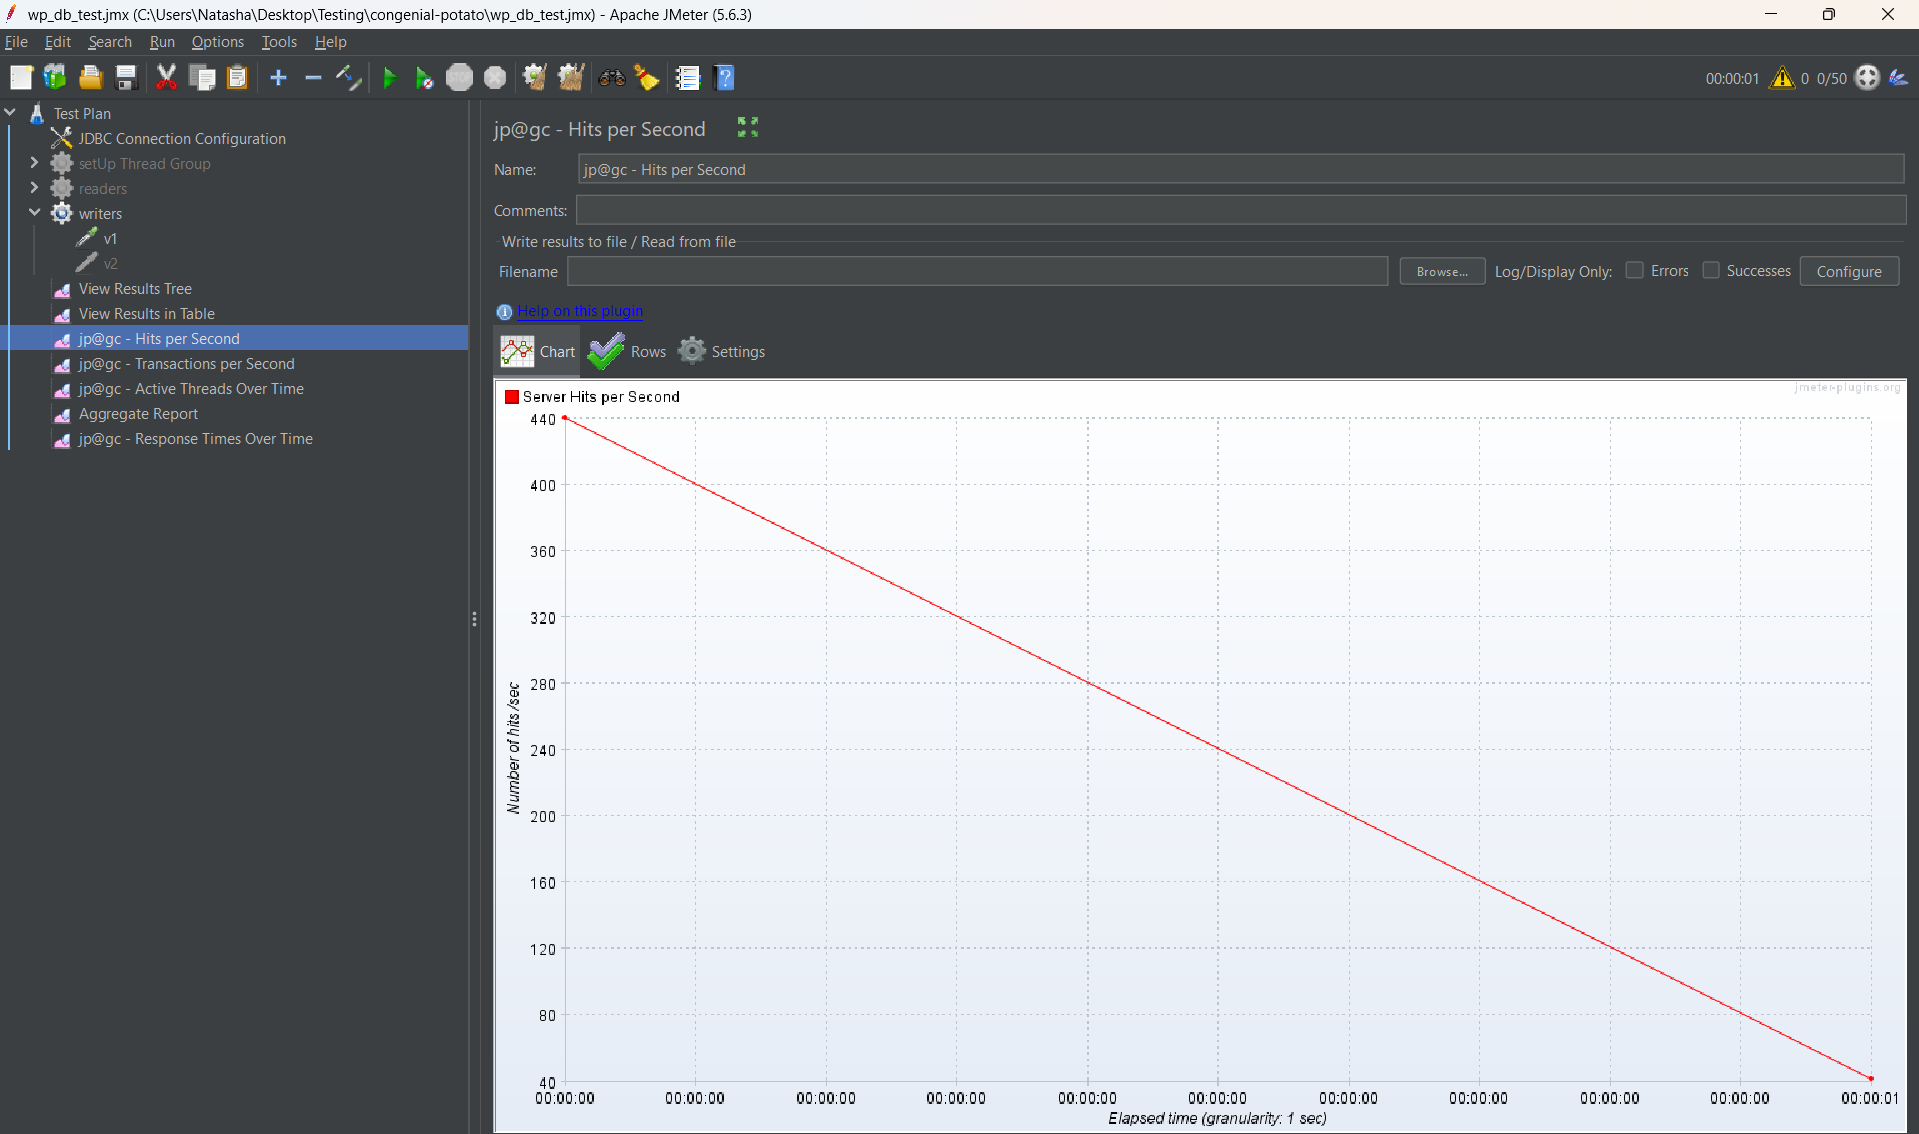 wp_db_test.jmx (C:\Users\Natasha\Desktop\Testing\congenial-potato\wp_db_test.jmx) - Apache JMeter (5.6.3)
File Edit Search Run Options Tools Help
STOP
00:00:01 0 0/50
Test Plan
JDBC Connection Configuration
setUp Thread Group
readers
writers
v1
v2
View Results Tree
View Results in Table
jp@gc - Hits per Second
jp@gc - Transactions per Second
jp@gc - Active Threads Over Time
Aggregate Report
jp@gc - Response Times Over Time
jp@gc - Hits per Second
Name: jp@gc - Hits per Second
Comments:
Write results to file / Read from file
Filename Browse... Log/Display Only: Errors Successes Configure
Help on this plugin
Chart Rows Settings
jmeter-plugins.org
Server Hits per Second
440
400
360
320
280
240
200
160
120
80
40
Number of hits /sec
00:00:00 00:00:00 00:00:00 00:00:00 00:00:00 00:00:00 00:00:00 00:00:00 00:00:00 00:00:00 00:00:01
Elapsed time (granularity: 1 sec)